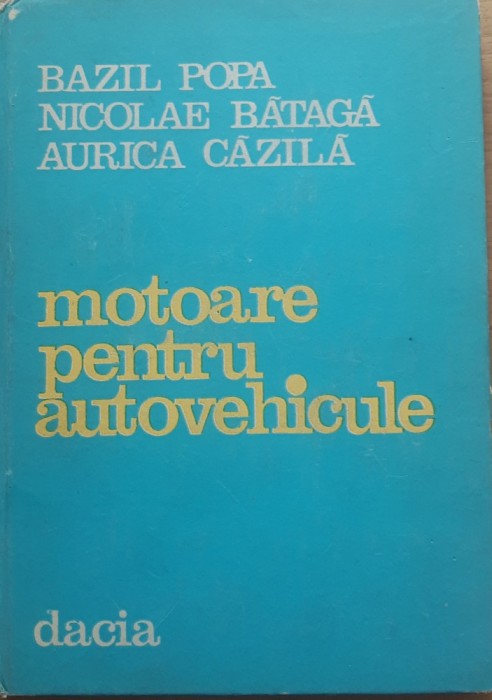 BAZIL POPA
NICOLAE BĂTAGĂ
AURICA CĂZILĂ
motoare
pentru
autovehicule
dacia